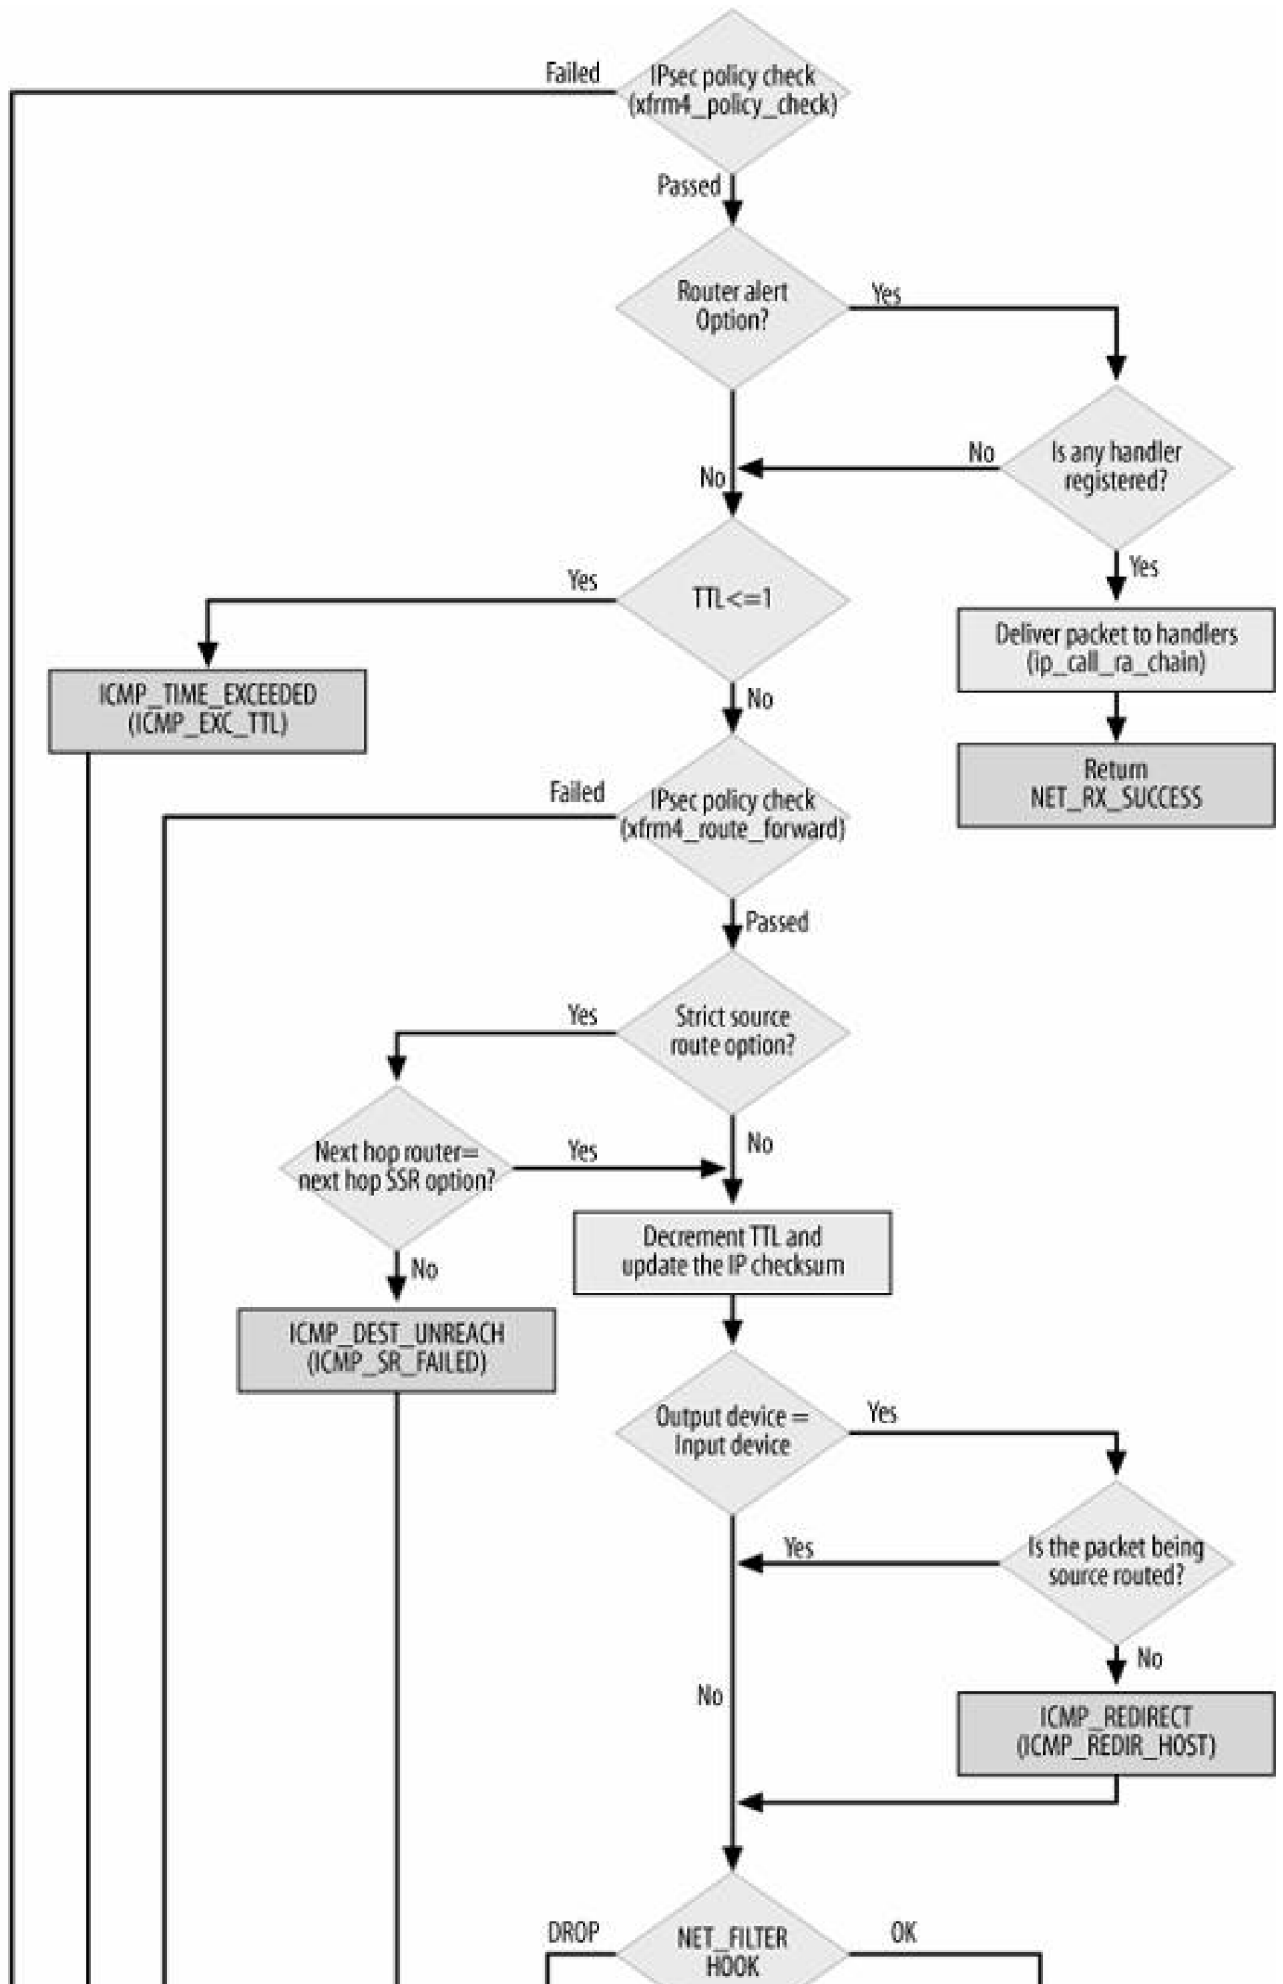 Failed
IPsec policy check
(xfrm4_policy_check)
Passed
Router alert
Option?
Yes
No
Is any handler
registered?
No
Yes
Yes
TTL<=1
Deliver packet to handlers
(ip_call_ra_chain)
ICMP_TIME_EXCEEDED
(ICMP_EXC_TTL)
No
Return
NET_RX_SUCCESS
Failed
IPsec policy check
(xfrm4_route_forward)
Passed
Yes
Strict source
route option?
Next hop router=
next hop SSR option?
Yes
No
No
Decrement TTL and
update the IP checksum
ICMP_DEST_UNREACH
(ICMP_SR_FAILED)
Output device =
Input device
Yes
Yes
Is the packet being
source routed?
No
No
ICMP_REDIRECT
(ICMP_REDIR_HOST)
DROP
NET_FILTER
HOOK
OK